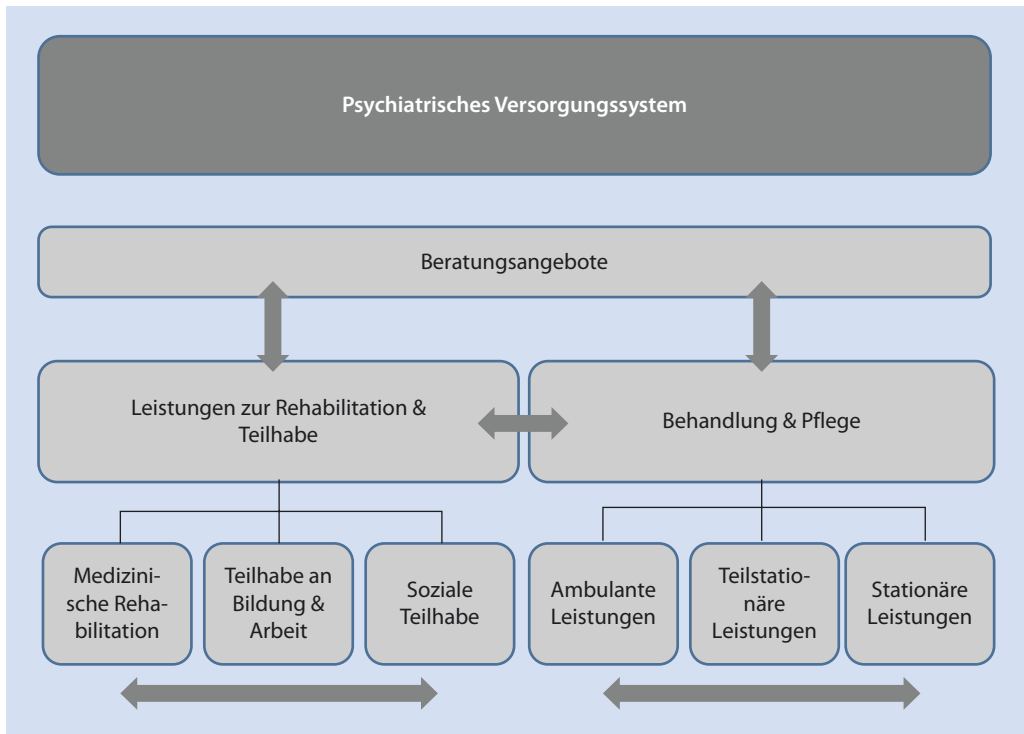 Psychiatrisches Versorgungssystem
Beratungsangebote
Leistungen zur Rehabilitation &
Teilhabe
Behandlung & Pflege
Medizini-
sche Reha-
bilitation
Teilhabe an
Bildung &
Arbeit
Soziale
Teilhabe
Ambulante
Leistungen
Teilstatio-
näre
Leistungen
Stationäre
Leistungen